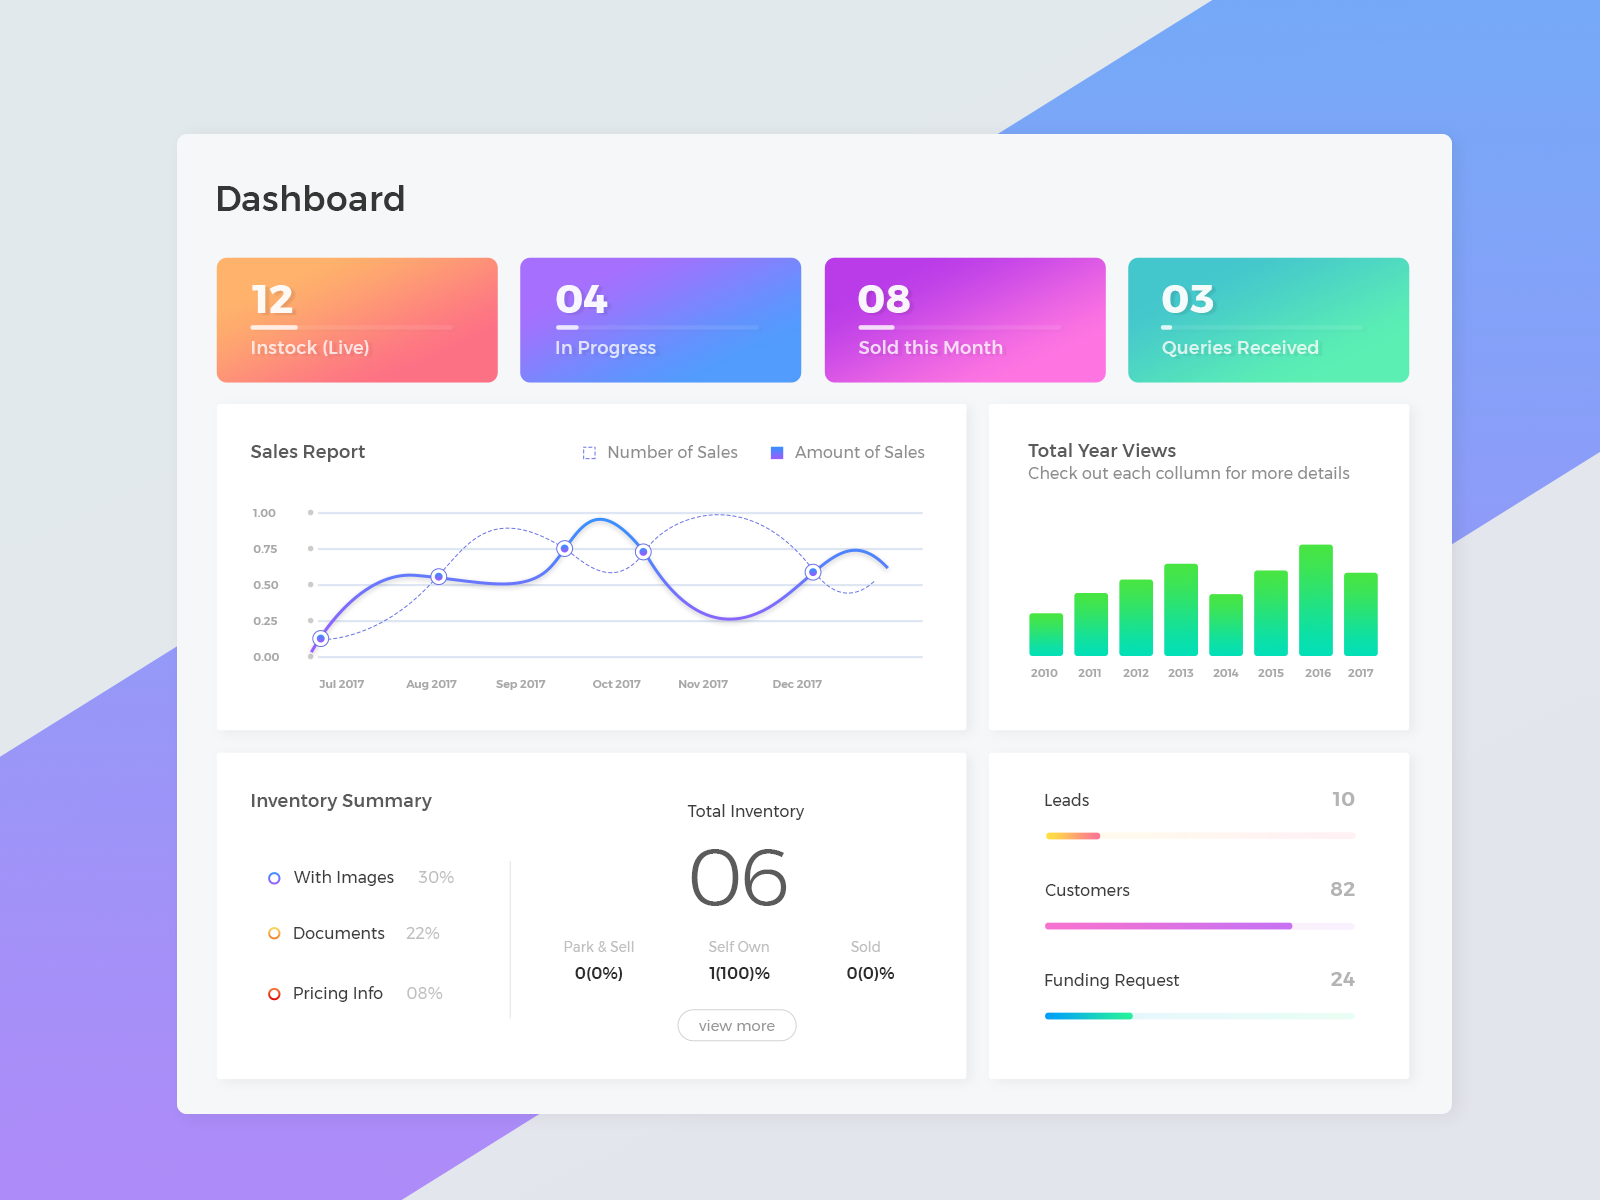 Dashboard
12
Instock (Live)
04
In Progress
08
Sold this Month
03
Queries Received
Sales Report
Number of Sales
Amount of Sales
1.00
0.75
0.50
0.25
0.00
Jul 2017 Aug 2017 Sep 2017 Oct 2017 Nov 2017 Dec 2017
Total Year Views
Check out each collumn for more details
2010 2011 2012 2013 2014 2015 2016 2017
Inventory Summary
With Images 30%
Documents 22%
Pricing Info 08%
Total Inventory
06
Park & Sell Self Own Sold
0(0%) 1(100)% 0(0)%
view more
Leads 10
Customers 82
Funding Request 24